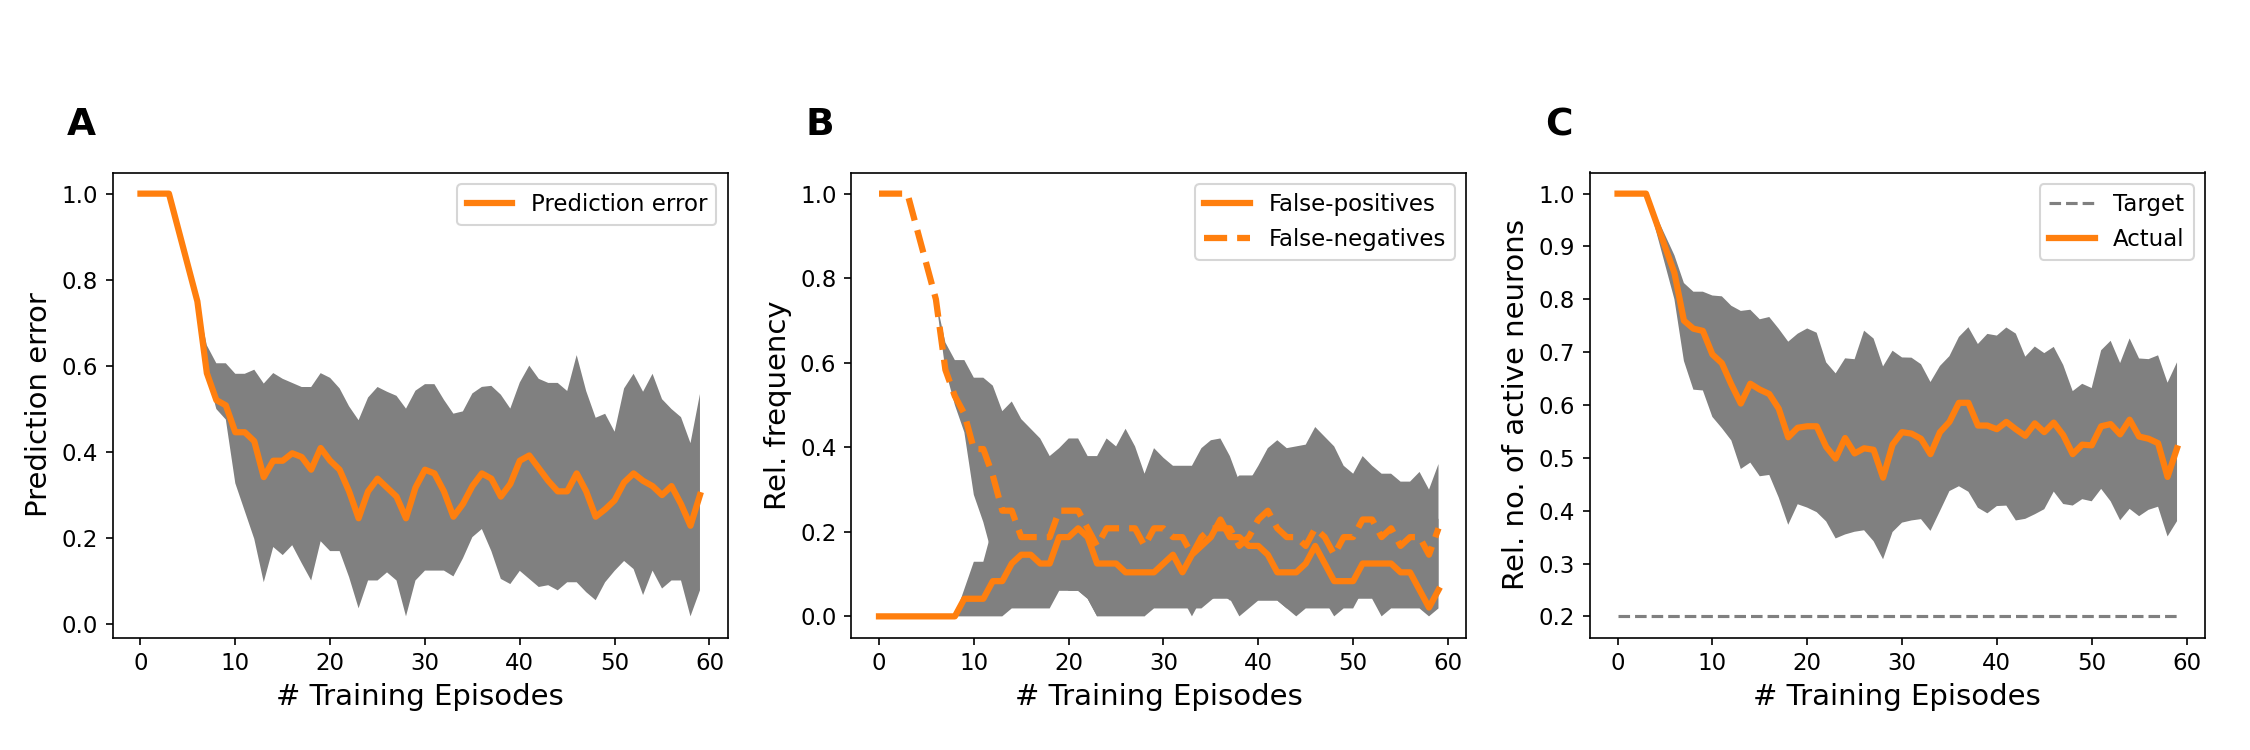 A
B
C
Prediction error
1.0
0.8
0.6
0.4
0.2
0.0
0 10 20 30 40 50 60
# Training Episodes
Prediction error
Rel. frequency
1.0
0.8
0.6
0.4
0.2
0.0
0 10 20 30 40 50 60
# Training Episodes
False-positives
False-negatives
Rel. no. of active neurons
1.0
0.9
0.8
0.7
0.6
0.5
0.4
0.3
0.2
0 10 20 30 40 50 60
# Training Episodes
Target
Actual